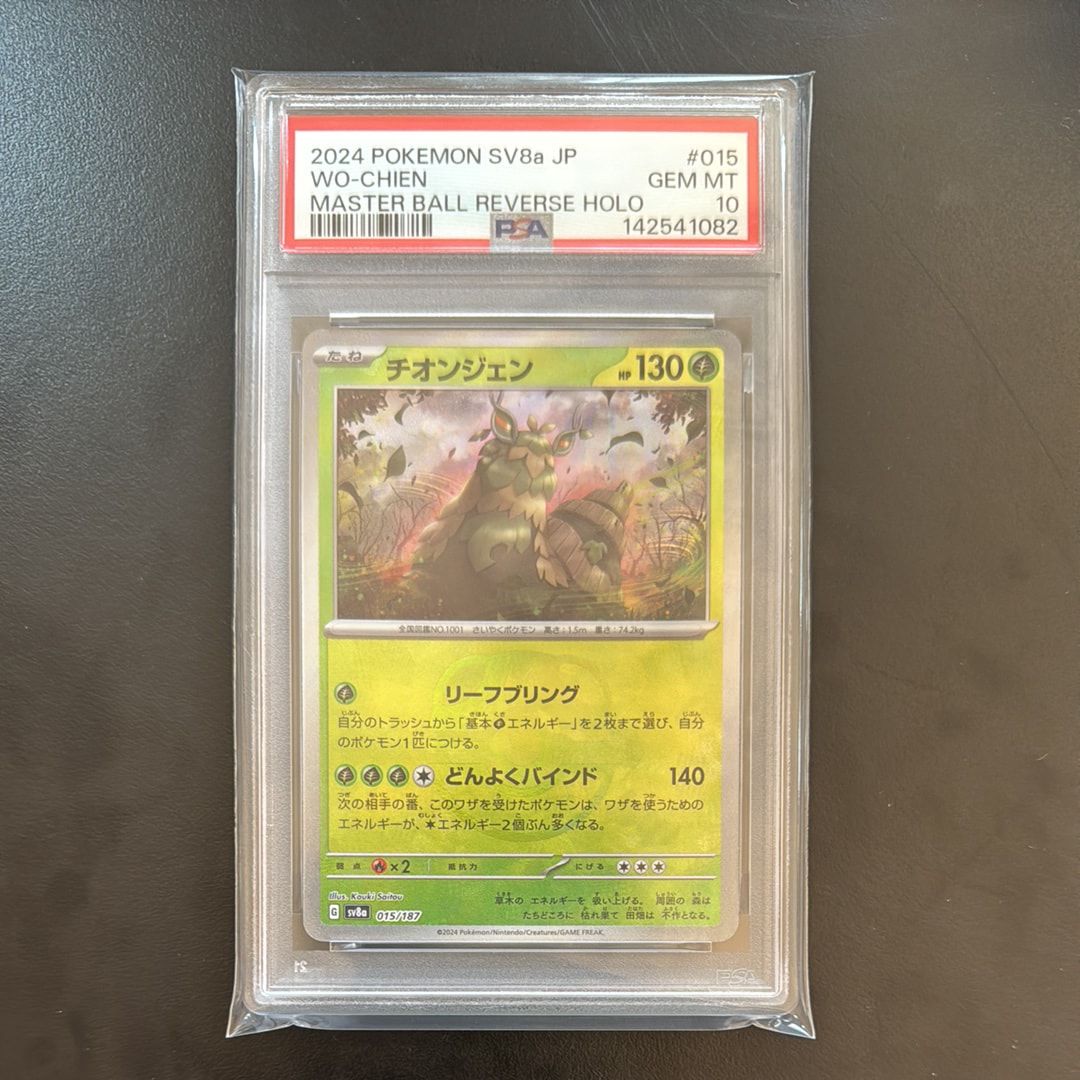 2024 POKEMON SV8a JP #015
WO-CHIEN GEM MT
MASTER BALL REVERSE HOLO 10
PSA 142541082
たね チオンジェン HP 130
全国図鑑NO.1001 さいやくポケモン 高さ:1.5m 重さ:74.2kg
リーフブリング
自分のトラッシュから「基本エネルギー」を2枚まで選び、自分
のポケモン1匹につける。
どんよくバインド 140
次の相手の番、このワザを受けたポケモンは、ワザを使うための
エネルギーが、エネルギー2個ぶん多くなる。
弱点 ×2 抵抗力 にげる
Illus. Kouki Saitou
草木の エネルギーを 吸い上げる。 周囲の 森は
たちどころに 枯れ果て 田畑は 不作となる。
G sv8a 015/187
©2024 Pokémon/Nintendo/Creatures/GAME FREAK.
21
PSA